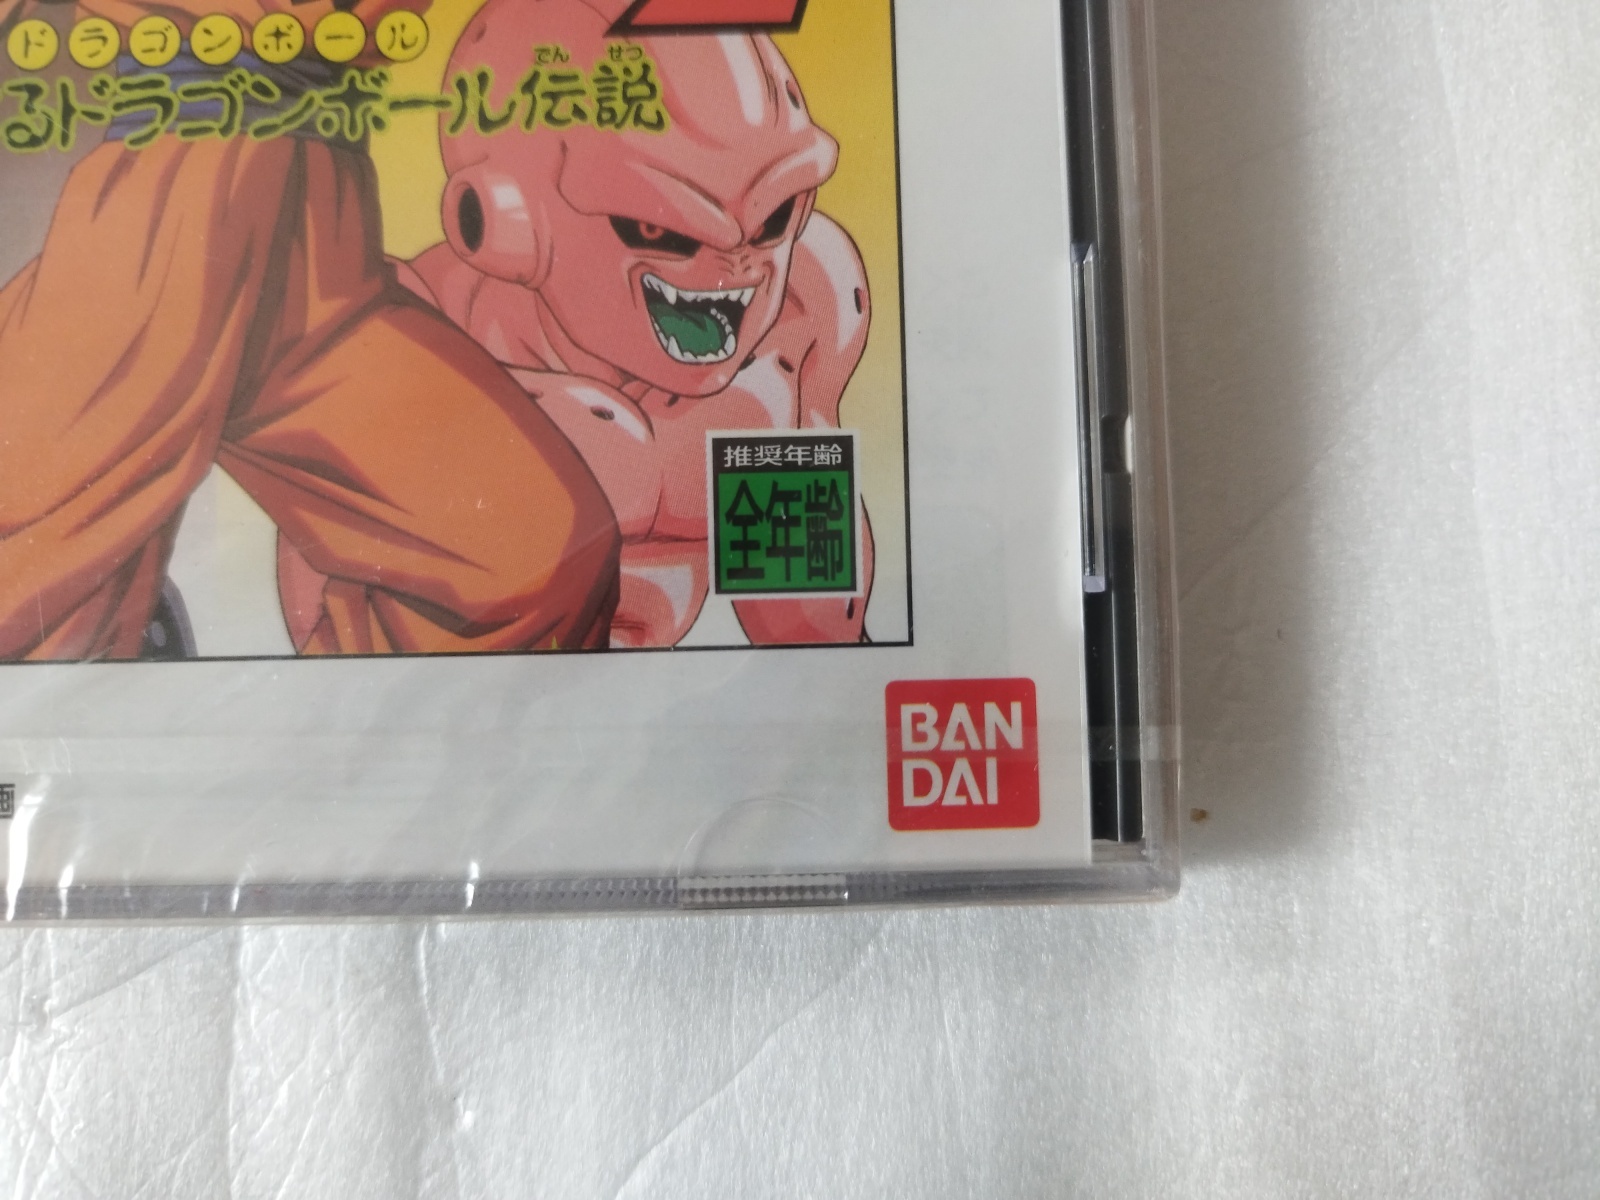 ドラゴンボール
でん せつ
るドラゴンボール伝説
推奨年齢
全年齢
BAN
DAI
画